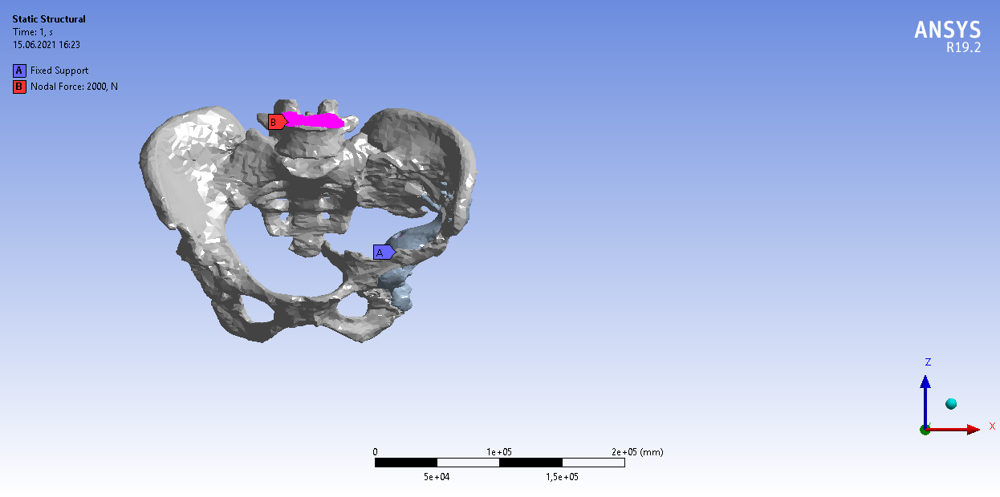 Static Structural
Time: 1, s
15.06.2021 16:23
A Fixed Support
B Nodal Force: 2000, N
ANSYS
R19.2
B
A
Z
X
0 1e+05 2e+05 (mm)
5e+04 1,5e+05